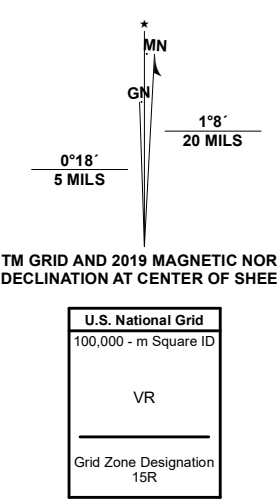 ★
MN
GN
1°8´
20 MILS
0°18´
5 MILS
TM GRID AND 2019 MAGNETIC NOR
DECLINATION AT CENTER OF SHEE
U.S. National Grid
100,000 - m Square ID
VR
Grid Zone Designation
15R